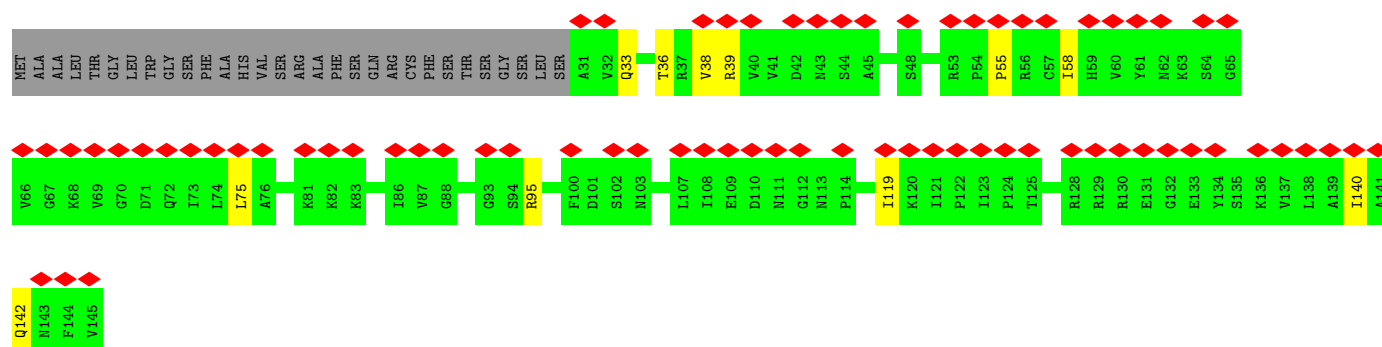 MET ALA ALA LEU THR GLY LEU TRP GLY SER PHE ALA HIS VAL SER ARG ALA PHE SER GLN ARG CYS PHE SER THR SER GLY SER LEU SER A31 V32 Q33 T36 R37 V38 R39 V40 V41 D42 N43 S44 A45 S48 R53 P54 P55 R56 C57 I58 H59 V60 Y61 N62 K63 S64 G65
V66 G67 K68 V69 G70 D71 Q72 I73 L74 L75 A76 K81 K82 K83 I86 V87 G88 G93 S94 R95 F100 D101 S102 N103 L107 I108 E109 D110 N111 G112 N113 P114 I119 K120 I121 P122 I123 P124 T125 R128 R129 R130 E131 G132 E133 Y134 S135 K136 V137 L138 A139 I140 A141
Q142 N143 F144 V145